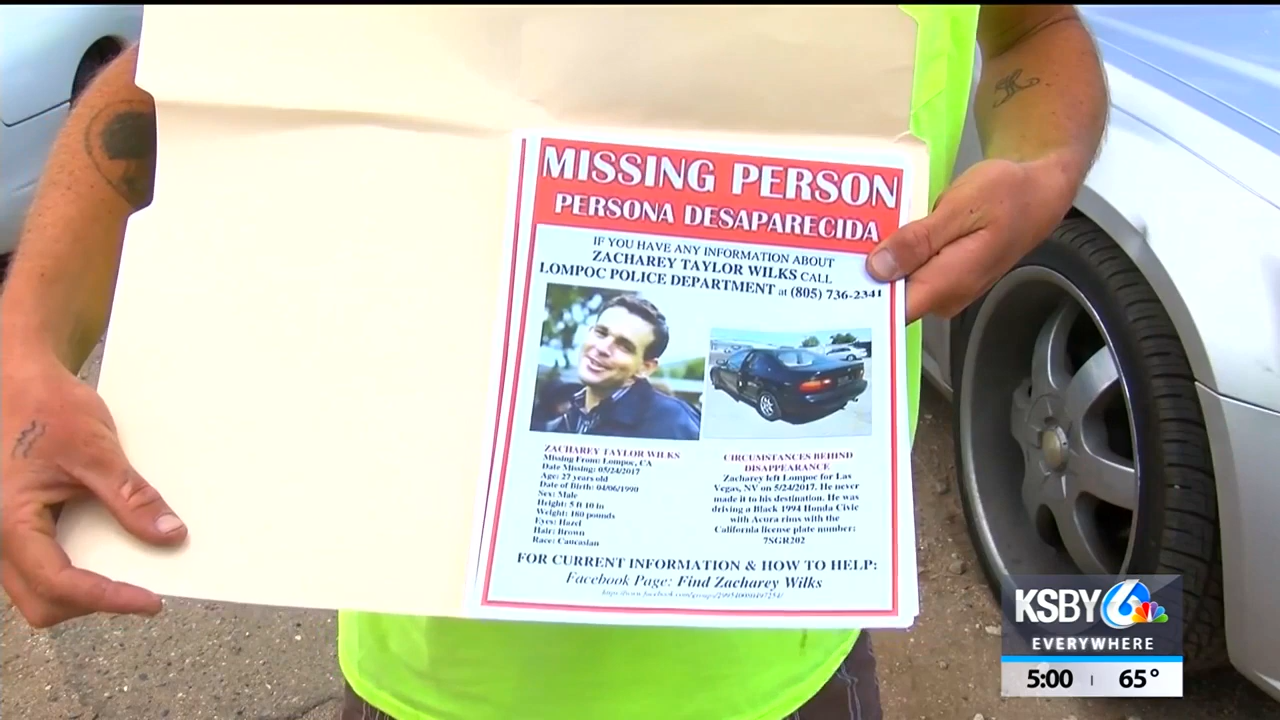 MISSING PERSON
PERSONA DESAPARECIDA
IF YOU HAVE ANY INFORMATION ABOUT
ZACHAREY TAYLOR WILKS CALL
LOMPOC POLICE DEPARTMENT at (805) 736-2341
ZACHAREY TAYLOR WILKS
Missing From: Lompoc, CA
Date Missing: 05/24/2017
Age: 27 years old
Date of Birth: 04/06/1990
Sex: Male
Height: 5 ft 10 in
Weight: 160 pounds
Eyes: Hazel
Hair: Brown
Race: Caucasian
CIRCUMSTANCES BEHIND
DISAPPEARANCE
Zacharey left Lompoc for Las
Vegas, NV on 5/24/2017. He never
made it to his destination. He was
driving a Black 1994 Honda Civic
with Acura rims with the
California license plate number:
7SGR202
FOR CURRENT INFORMATION & HOW TO HELP:
Facebook Page: Find Zacharey Wilks
KSBY 6
EVERYWHERE
5:00 | 65°